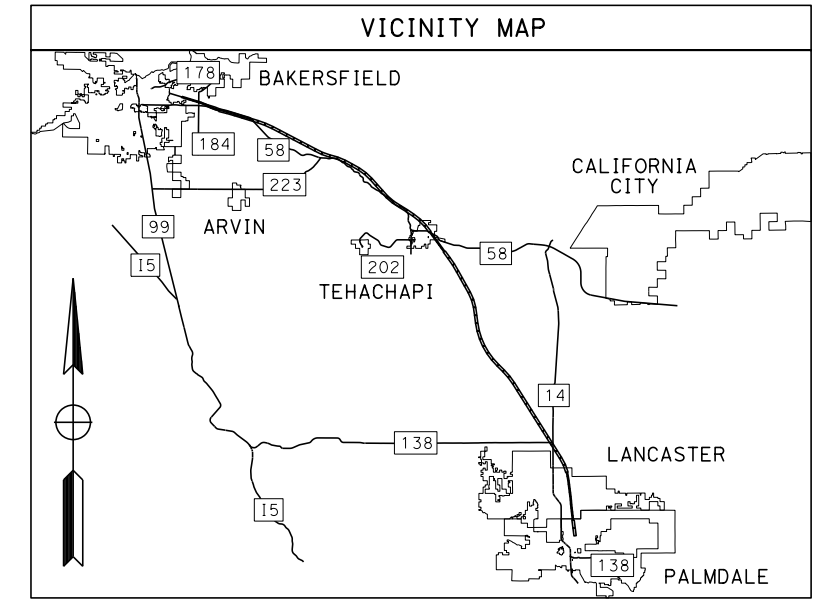 VICINITY MAP
178
BAKERSFIELD
184
58
223
CALIFORNIA
CITY
99
ARVIN
I5
202
58
TEHACHAPI
14
138
LANCASTER
I5
138
PALMDALE